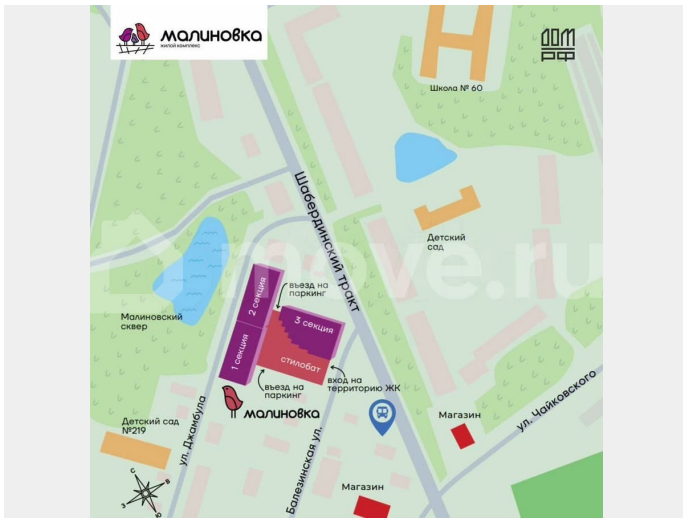 малиновка
жилой комплекс
ДОМ
РФ
Школа № 60
Шабердинский тракт
Детский
сад
move.ru
въезд на
паркинг
2 секция
3 секция
Малиновский
сквер
1 секция
стилобат
въезд на
паркинг
вход на
территорию ЖК
малиновка
Детский сад
№219
ул. Джамбула
Балезинская ул.
Магазин
ул. Чайковского
Магазин
С
В
З
Ю